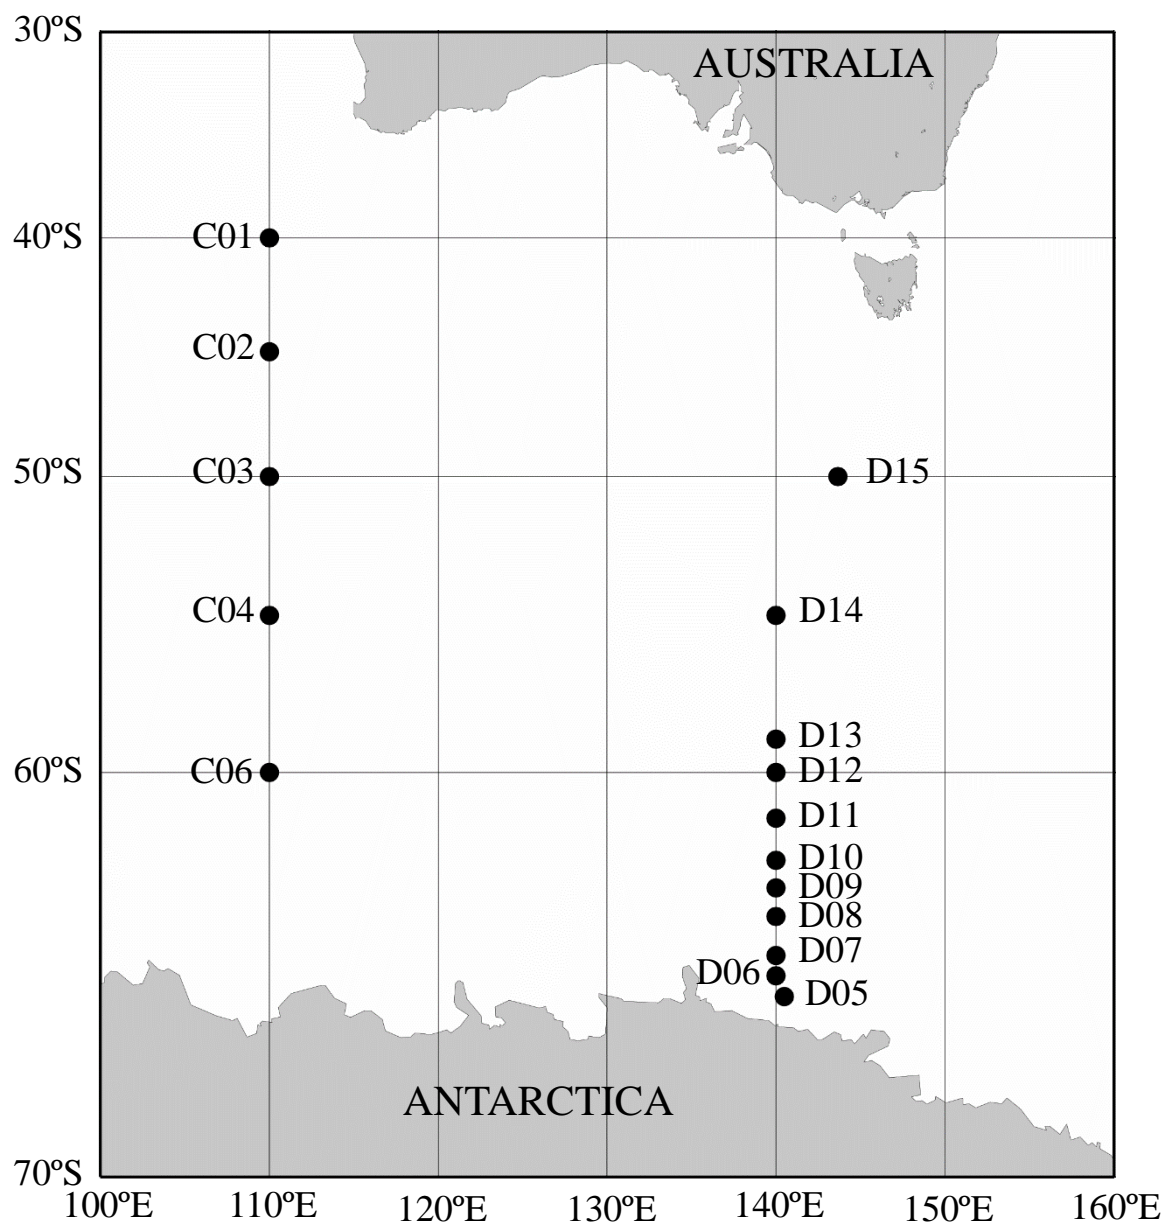 30ºS
AUSTRALIA
C01
40ºS
C02
50ºS
C03
D15
C04
D14
D13
60ºS
C06
D12
D11
D10
D09
D08
D07
D06
D05
ANTARCTICA
70ºS
100ºE 110ºE 120ºE 130ºE 140ºE 150ºE 160ºE